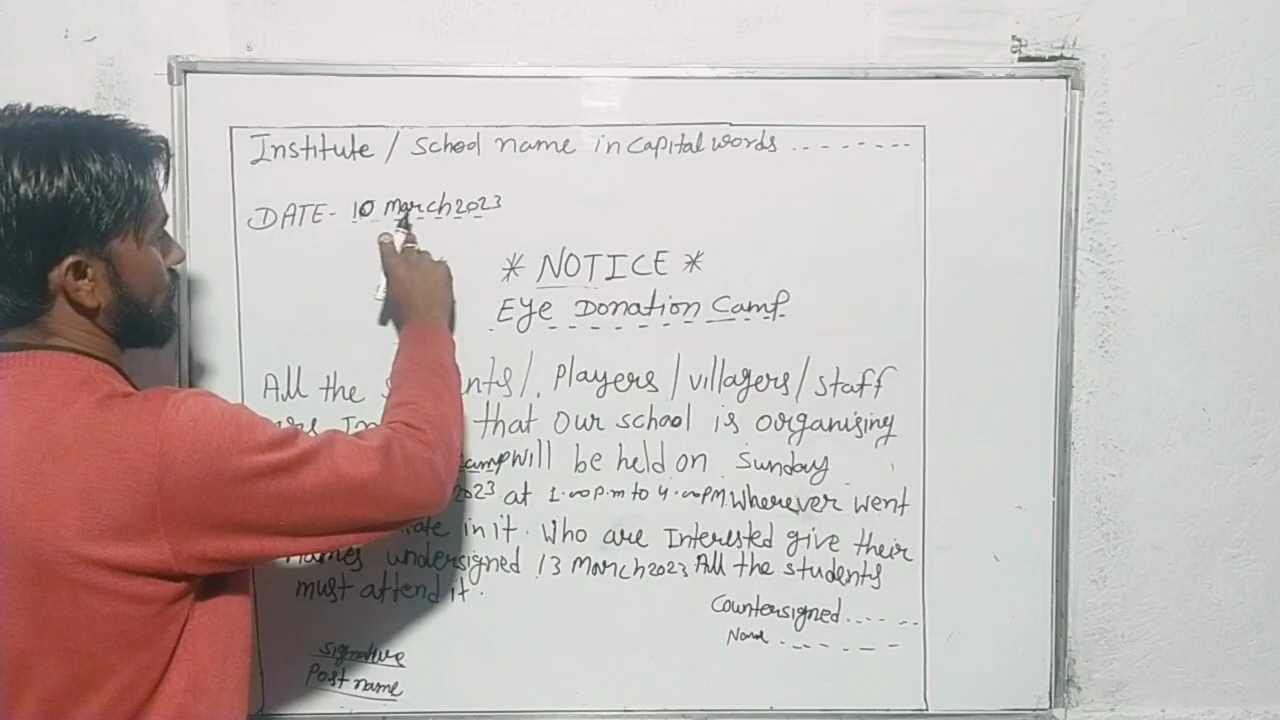 Institute / School name in capital words ........
DATE- 10 March 2023
* NOTICE *
Eye Donation Camp
All the /. Players / villagers / staff
that our school is organising
camp will be held on Sunday
2023 at 1.00 p.m to 4.00 PM Wherever went
in it. Who are Interested give their
names undersigned 13 March 2023 All the students
must attend it.
Countersigned ......
Name - - - - - -
Signature
Post name